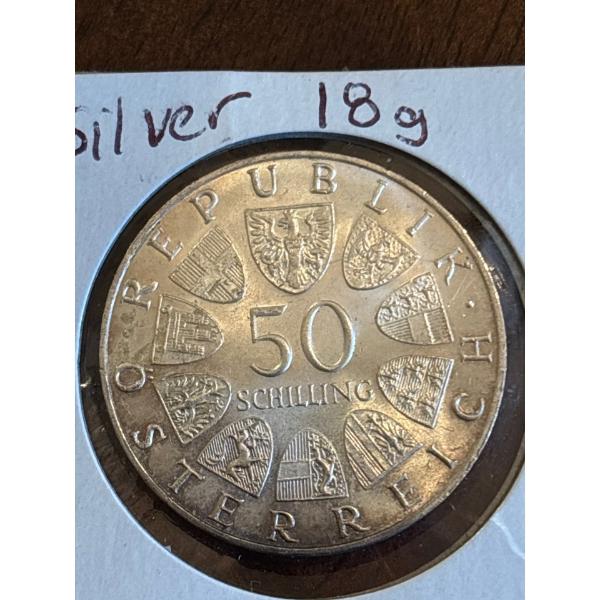 Silver 18g
REPUBLIK · ÖSTERREICH
50
SCHILLING